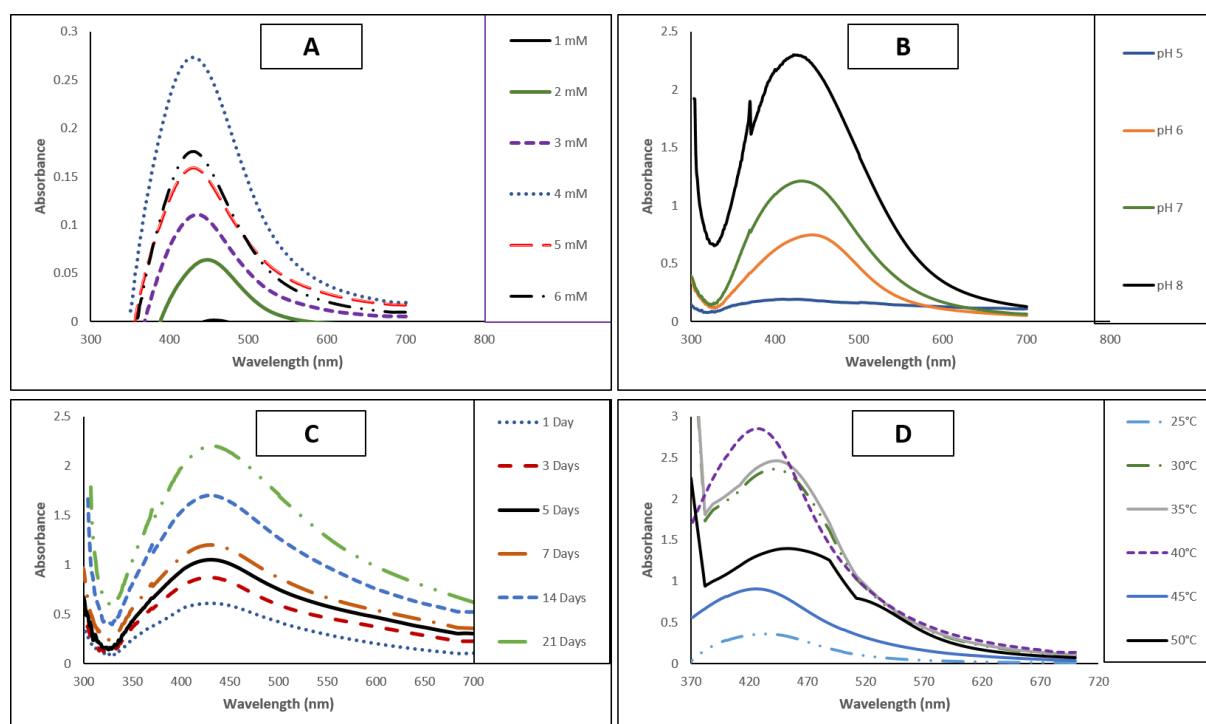 A
0.3
0.25
0.2
0.15
0.1
0.05
0
Absorbance
300 400 500 600 700 800
Wavelength (nm)
1 mM
2 mM
3 mM
4 mM
5 mM
6 mM
B
2.5
2
1.5
1
0.5
0
Absorbance
300 400 500 600 700 800
Wavelength (nm)
pH 5
pH 6
pH 7
pH 8
C
2.5
2
1.5
1
0.5
0
Absorbance
300 350 400 450 500 550 600 650 700
Wavelength (nm)
1 Day
3 Days
5 Days
7 Days
14 Days
21 Days
D
3
2.5
2
1.5
1
0.5
0
Absorbance
370 420 470 520 570 620 670 720
Wavelength (nm)
25°C
30°C
35°C
40°C
45°C
50°C